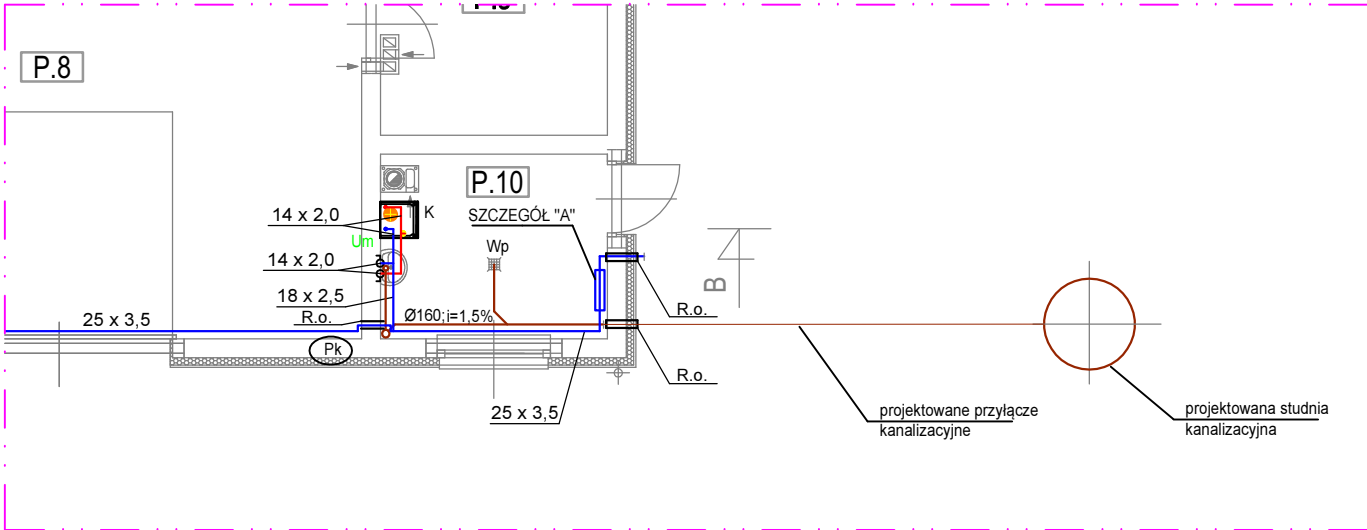 P.8
P.10
14 x 2,0
K
SZCZEGÓŁ "A"
Um
Wp
14 x 2,0
18 x 2,5
B
R.o.
Ø160;i=1,5%
R.o.
25 x 3,5
Pk
R.o.
25 x 3,5
projektowane przyłącze
kanalizacyjne
projektowana studnia
kanalizacyjna